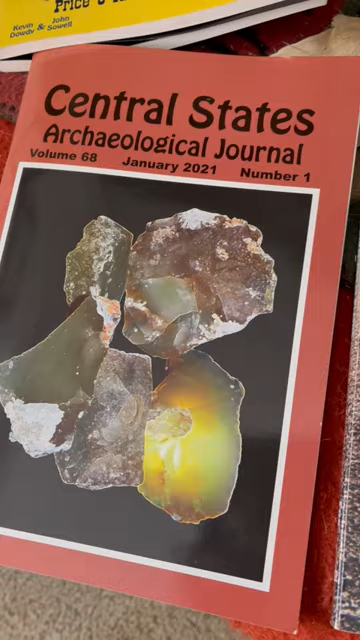 Price
Kevin John
Dowdy & Sowell
Central States
Archaeological Journal
Volume 68 January 2021 Number 1